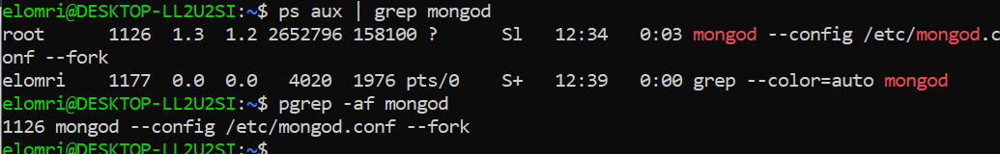 elomri@DESKTOP-LL2U2SI:~$ ps aux | grep mongod
root      1126  1.3  1.2 2652796 158100 ?      Sl   12:34   0:03 mongod --config /etc/mongod.c
onf --fork
elomri    1177  0.0  0.0   4020  1976 pts/0    S+   12:39   0:00 grep --color=auto mongod
elomri@DESKTOP-LL2U2SI:~$ pgrep -af mongod
1126 mongod --config /etc/mongod.conf --fork
elomri@DESKTOP-LL2U2SI:~$